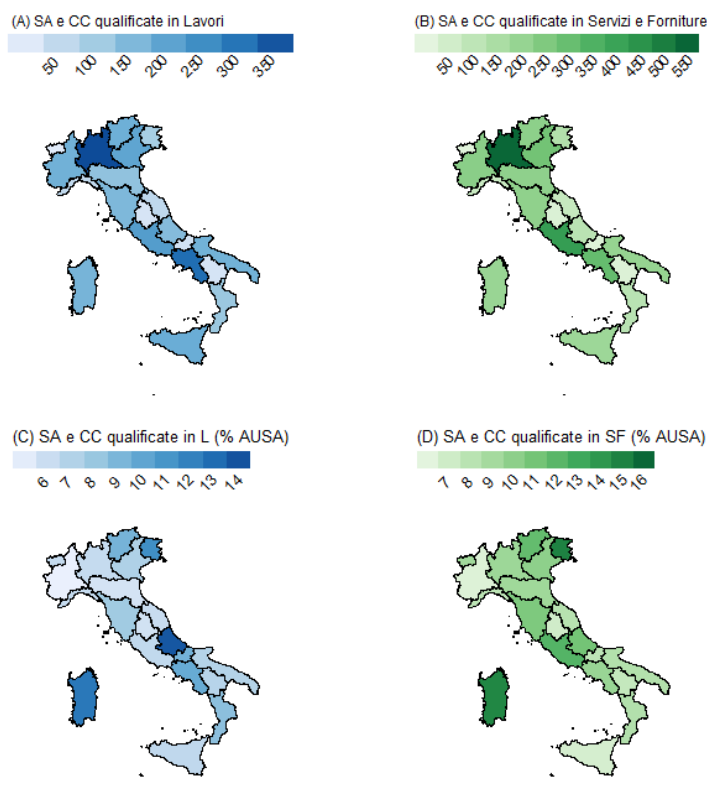 (A) SA e CC qualificate in Lavori
50 100 150 200 250 300 350
(B) SA e CC qualificate in Servizi e Forniture
50 100 150 200 250 300 350 400 450 500 550
(C) SA e CC qualificate in L (% AUSA)
6 7 8 9 10 11 12 13 14
(D) SA e CC qualificate in SF (% AUSA)
7 8 9 10 11 12 13 14 15 16